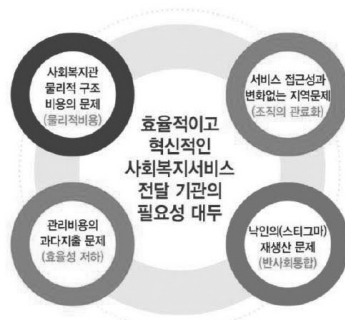 사회복지관
물리적 구조
비용의 문제
(물리적비용)
서비스 접근성과
변화없는 지역문제
(조직의 관료화)
효율적이고
혁신적인
사회복지서비스
전달 기관의
필요성 대두
관리비용의
과다지출 문제
(효율성 저하)
낙인의(스티그마)
재생산 문제
(반사회통합)